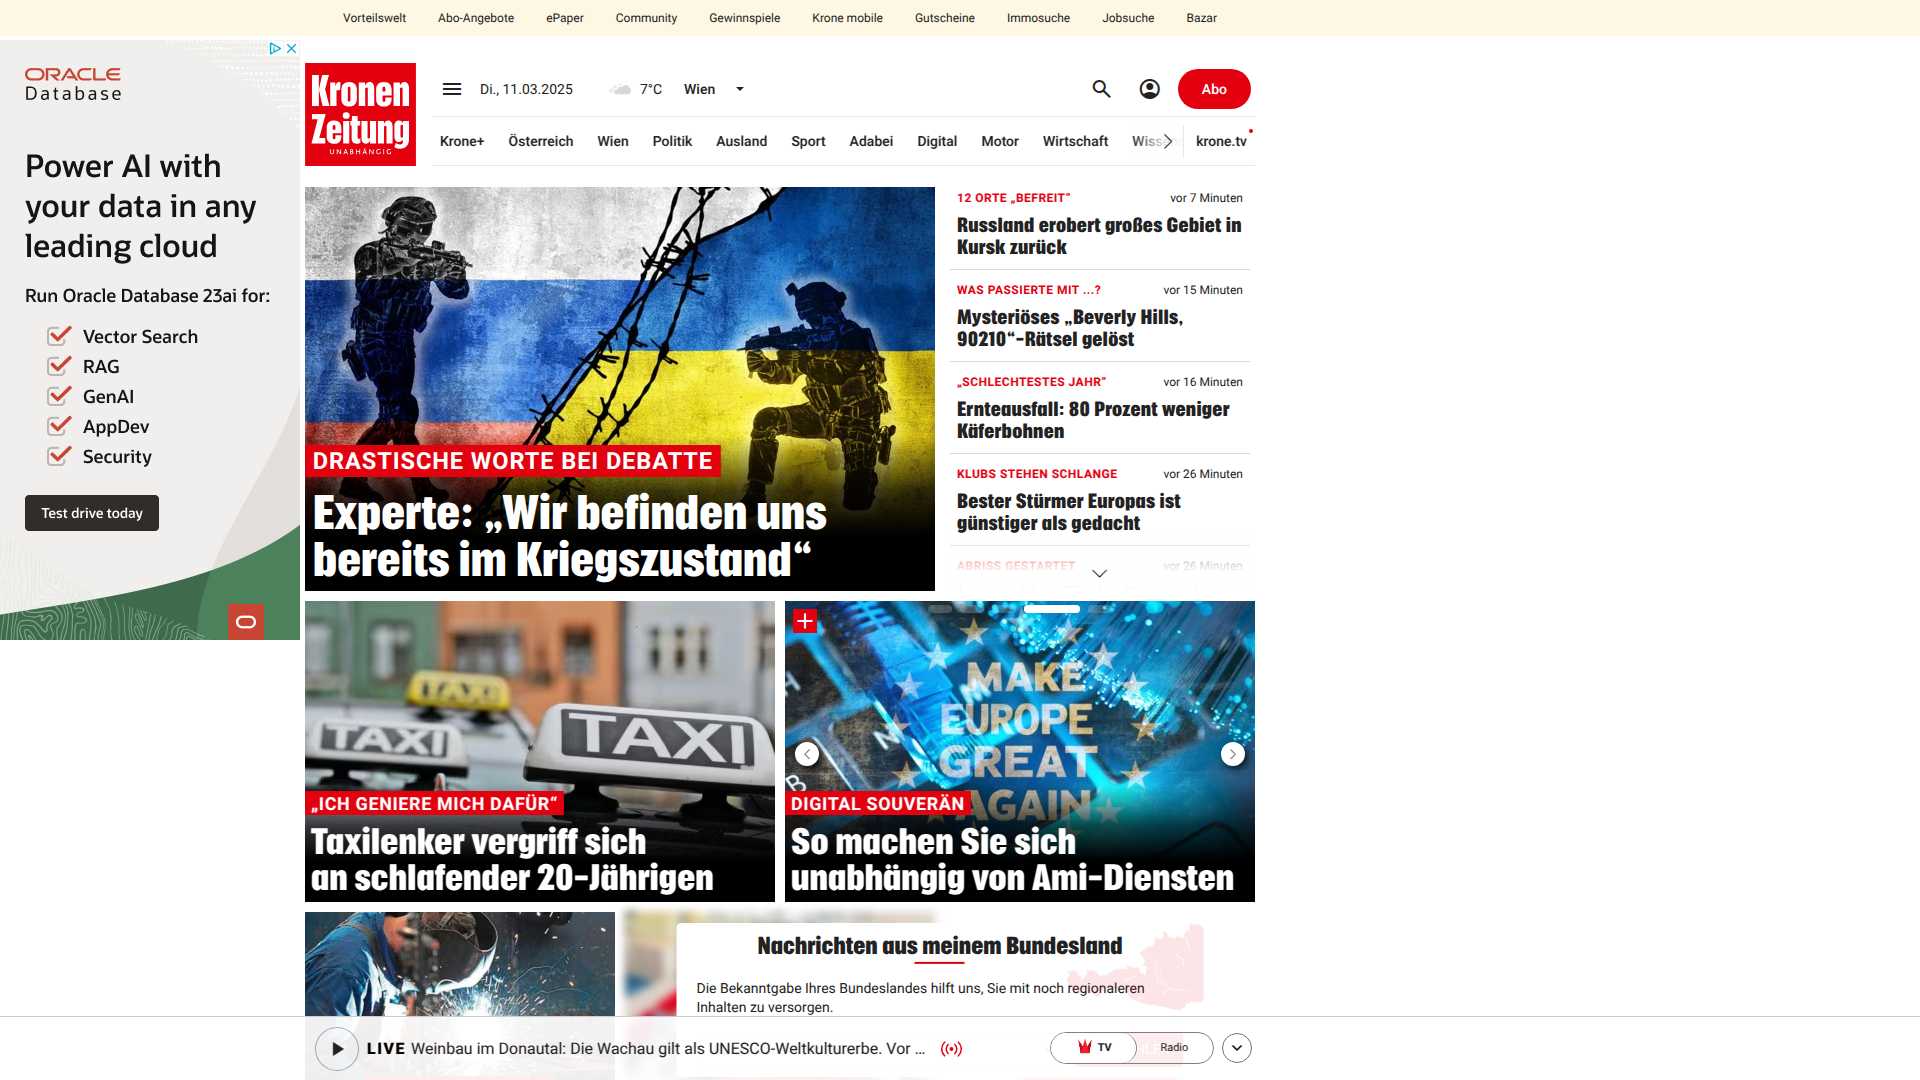 Vorteilswelt Abo-Angebote ePaper Community Gewinnspiele Krone mobile Gutscheine Immosuche Jobsuche Bazar
ORACLE
Database
Power AI with
your data in any
leading cloud
Run Oracle Database 23ai for:
Vector Search
RAG
GenAI
AppDev
Security
Test drive today
Kronen
Zeitung
UNABHÄNGIG
Di., 11.03.2025 7°C Wien
Abo
Krone+ Österreich Wien Politik Ausland Sport Adabei Digital Motor Wirtschaft krone.tv
DRASTISCHE WORTE BEI DEBATTE
Experte: „Wir befinden uns
bereits im Kriegszustand“
12 ORTE „BEFREIT“ vor 7 Minuten
Russland erobert großes Gebiet in
Kursk zurück
WAS PASSIERTE MIT ...? vor 15 Minuten
Mysteriöses „Beverly Hills,
90210“-Rätsel gelöst
„SCHLECHTESTES JAHR“ vor 16 Minuten
Ernteausfall: 80 Prozent weniger
Käferbohnen
KLUBS STEHEN SCHLANGE vor 26 Minuten
Bester Stürmer Europas ist
günstiger als gedacht
ABRISS GESTARTET vor 26 Minuten
TAXI
TAXI
TAXI
„ICH GENIERE MICH DAFÜR“
Taxilenker vergriff sich
an schlafender 20-Jährigen
MAKE
EUROPE
GREAT
AGAIN
DIGITAL SOUVERÄN
So machen Sie sich
unabhängig von Ami-Diensten
Nachrichten aus meinem Bundesland
Die Bekanntgabe Ihres Bundeslandes hilft uns, Sie mit noch regionaleren
Inhalten zu versorgen.
LIVE Weinbau im Donautal: Die Wachau gilt als UNESCO-Weltkulturerbe. Vor ...
TV Radio